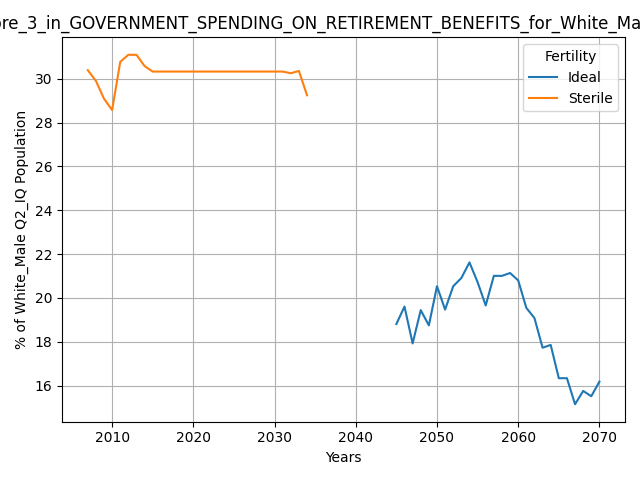 ore_3_in_GOVERNMENT_SPENDING_ON_RETIREMENT_BENEFITS_for_White_Ma
Fertility
Ideal
Sterile
% of White_Male Q2_IQ Population
30
28
26
24
22
20
18
16
2010 2020 2030 2040 2050 2060 2070
Years